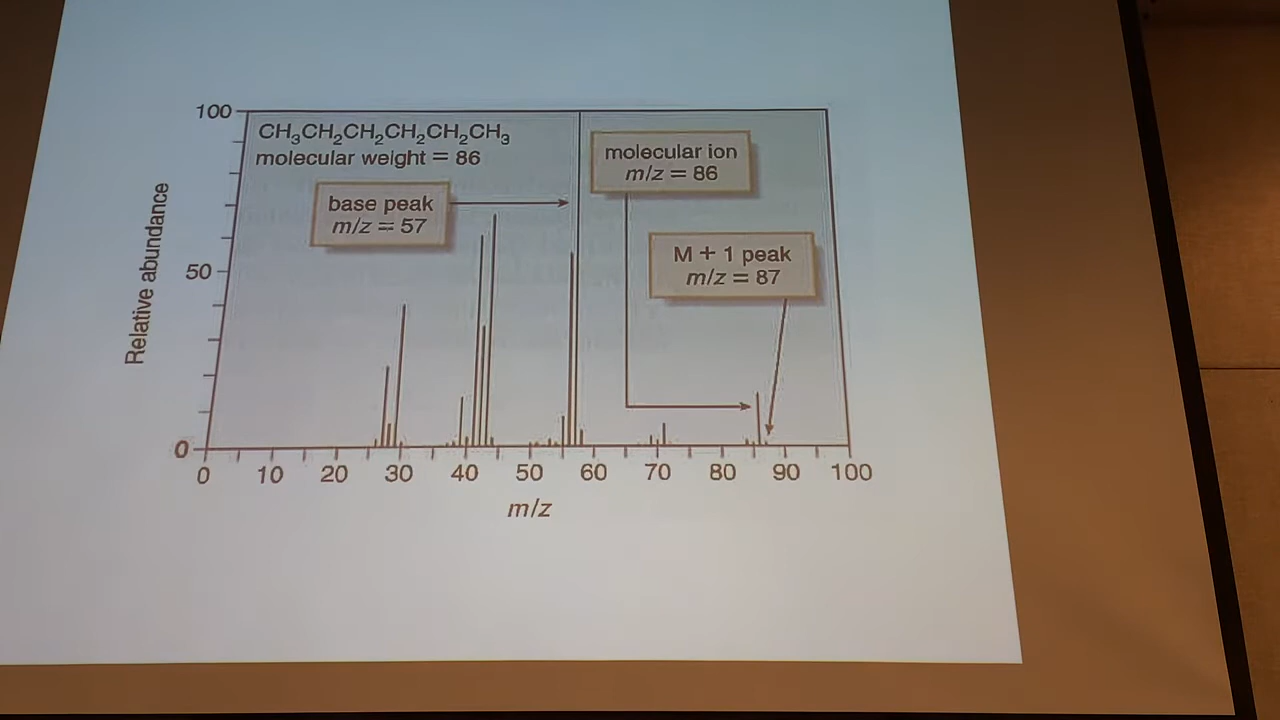 100
CH₃CH₂CH₂CH₂CH₂CH₃
molecular weight = 86
base peak
m/z = 57
molecular ion
m/z = 86
M + 1 peak
m/z = 87
Relative abundance
50
0
0 10 20 30 40 50 60 70 80 90 100
m/z